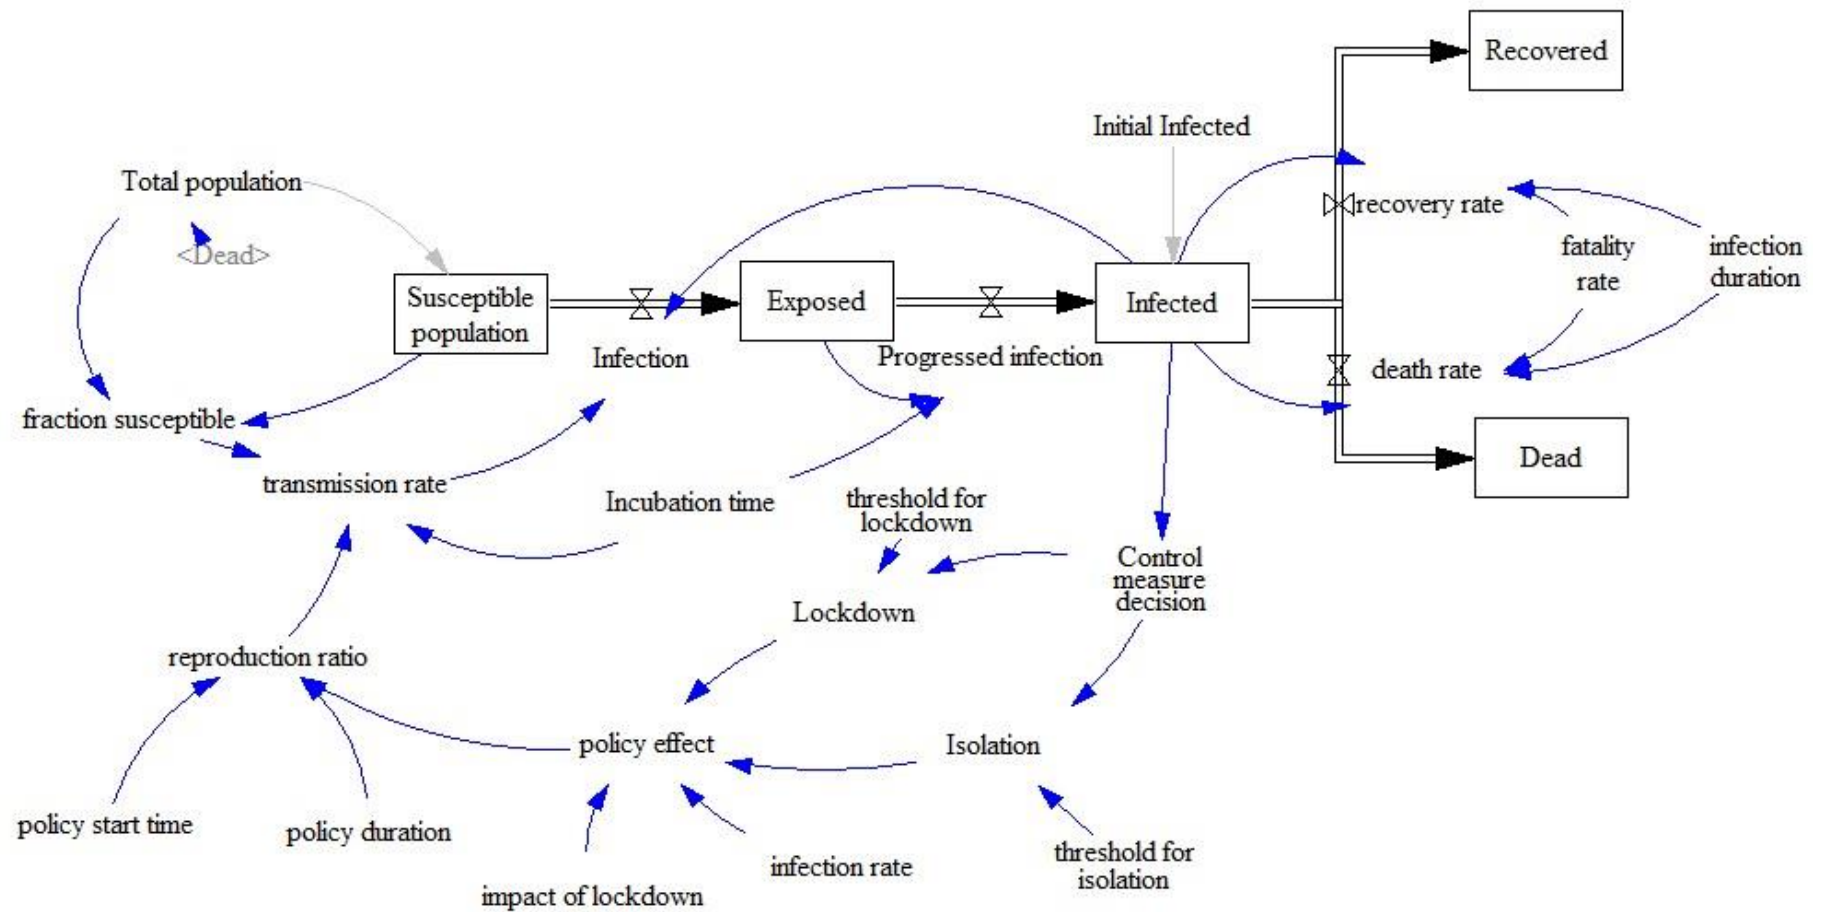 Recovered
Initial Infected
Total population
<Dead>
recovery rate
fatality
rate
infection
duration
Susceptible
population
Exposed
Infected
Infection
Progressed infection
death rate
fraction susceptible
Dead
transmission rate
Incubation time
threshold for
lockdown
Control
measure
decision
Lockdown
reproduction ratio
policy effect
Isolation
policy start time
policy duration
infection rate
threshold for
isolation
impact of lockdown